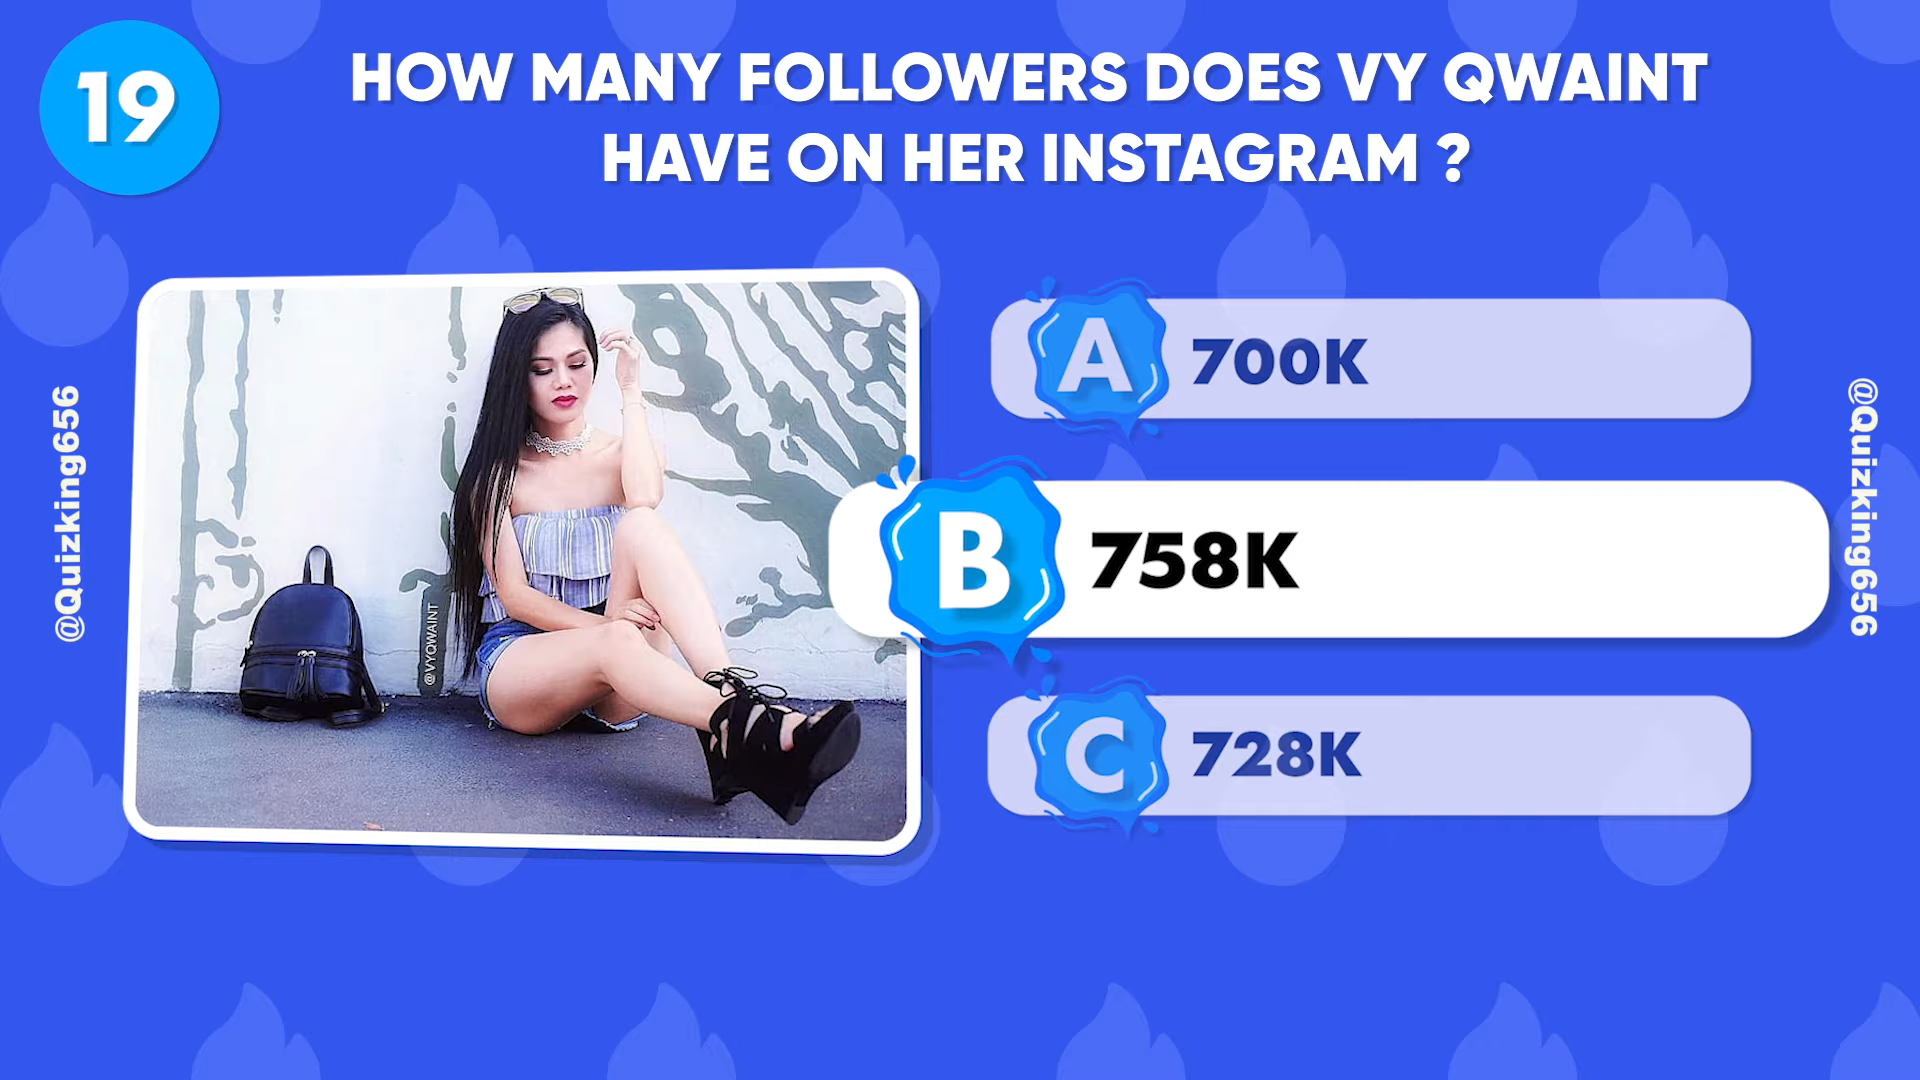 19
HOW MANY FOLLOWERS DOES VY QWAINT
HAVE ON HER INSTAGRAM ?
@Quizking656
@VYQWAINT
A 700K
B 758K
C 728K
@Quizking656